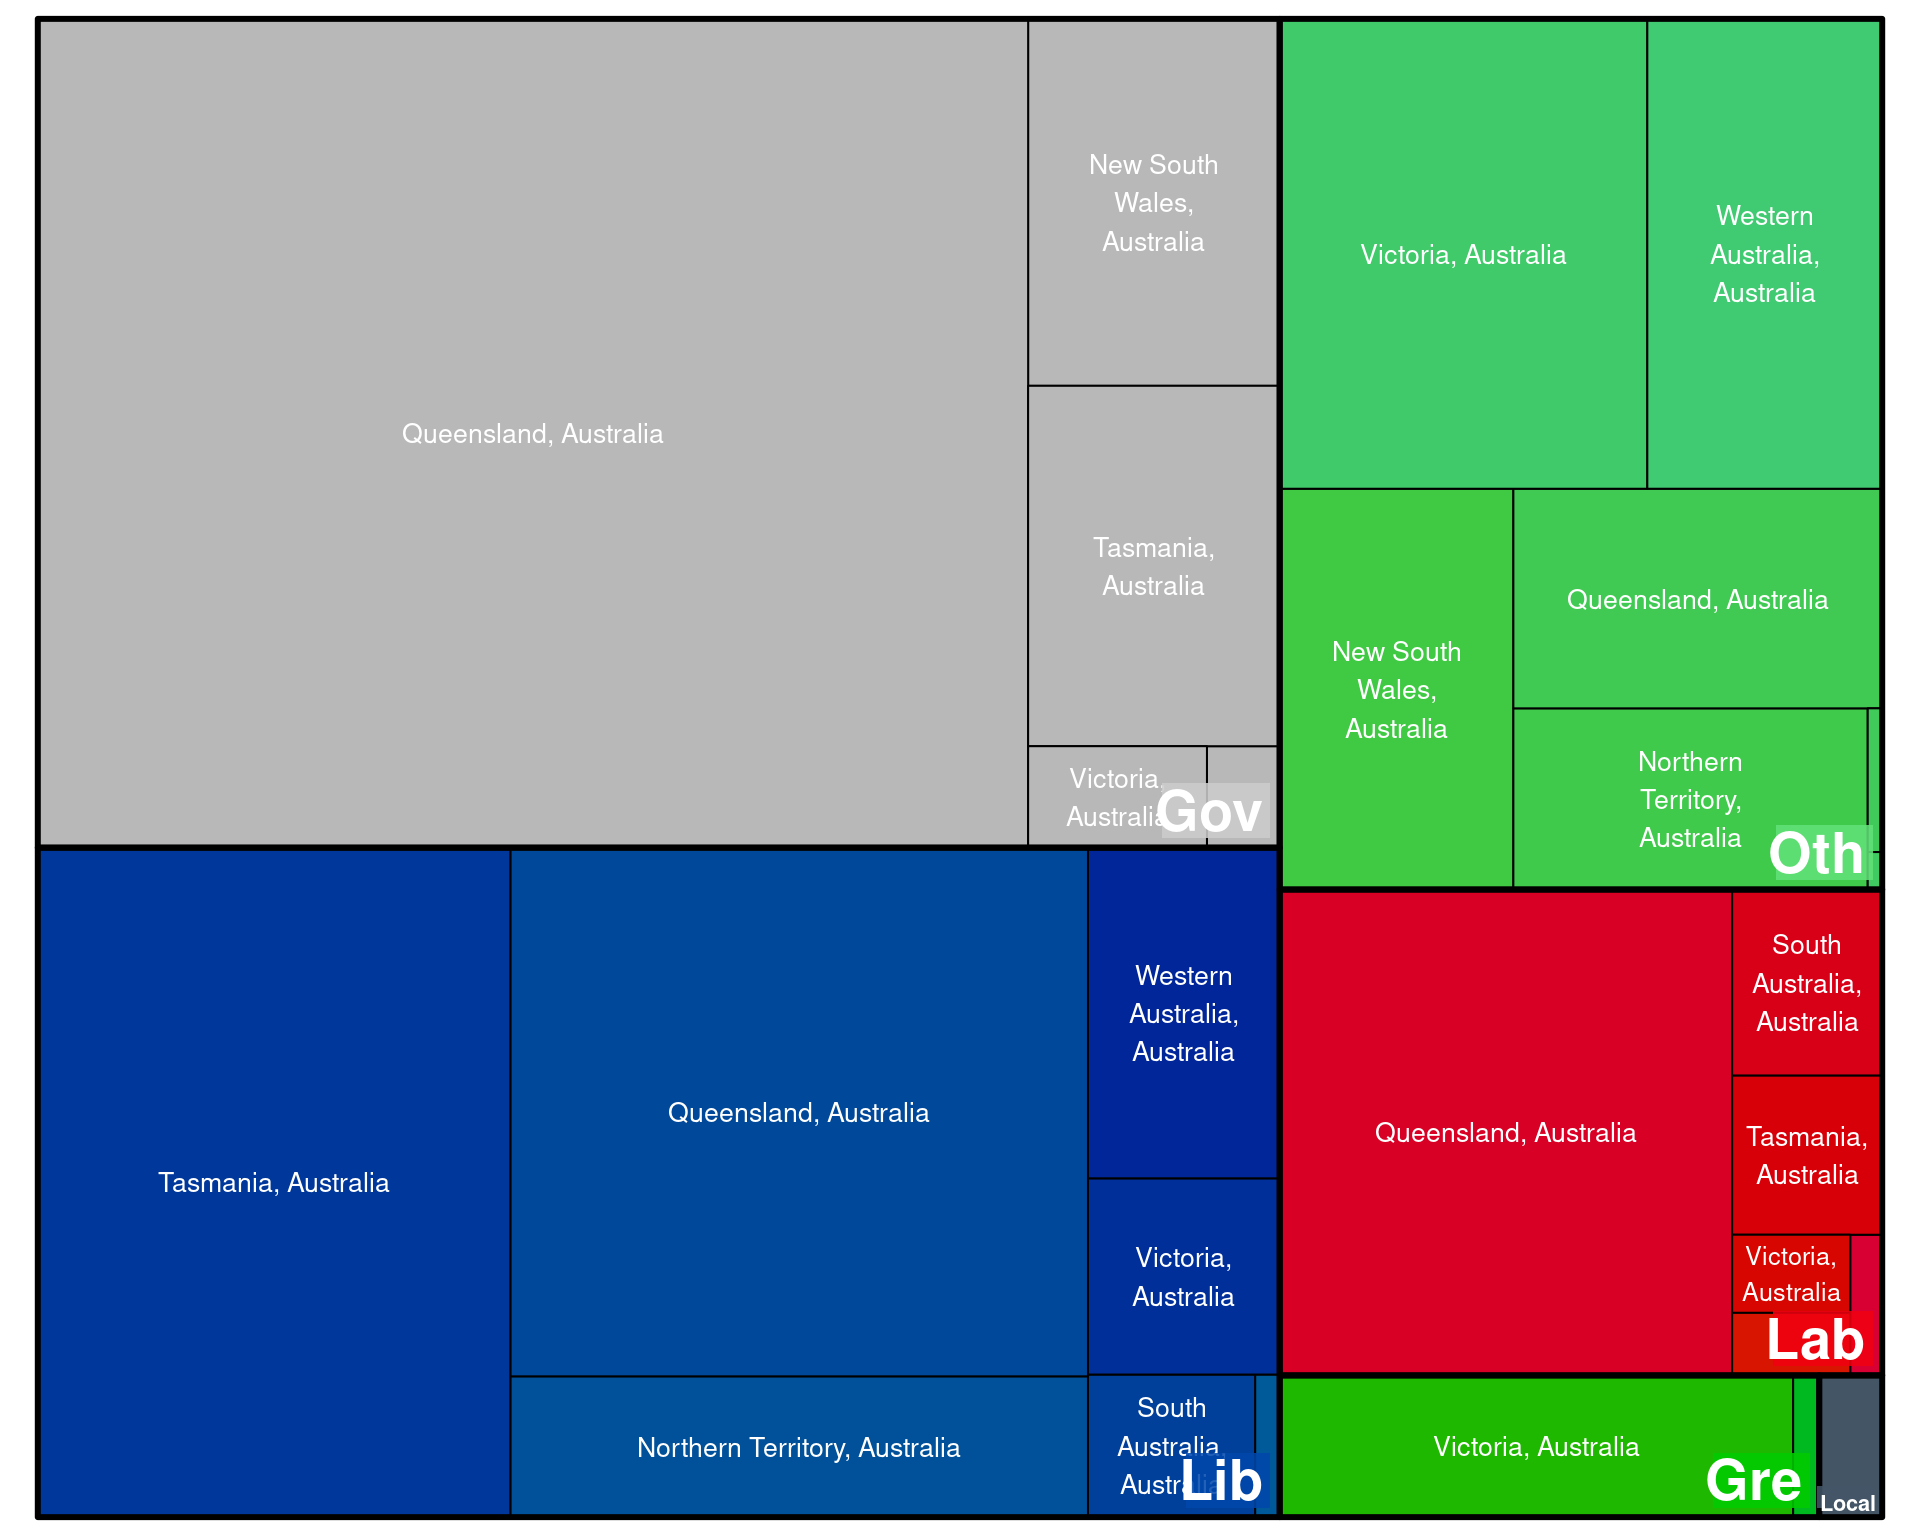 Queensland, Australia
New South
Wales,
Australia
Tasmania,
Australia
Victoria,
Australia
Gov
Victoria, Australia
Western
Australia,
Australia
New South
Wales,
Australia
Queensland, Australia
Northern
Territory,
Australia
Oth
Tasmania, Australia
Queensland, Australia
Northern Territory, Australia
Western
Australia,
Australia
Victoria,
Australia
South
Australia,
Australia
Lib
Queensland, Australia
South
Australia,
Australia
Tasmania,
Australia
Victoria,
Australia
Lab
Victoria, Australia
Gre
Local